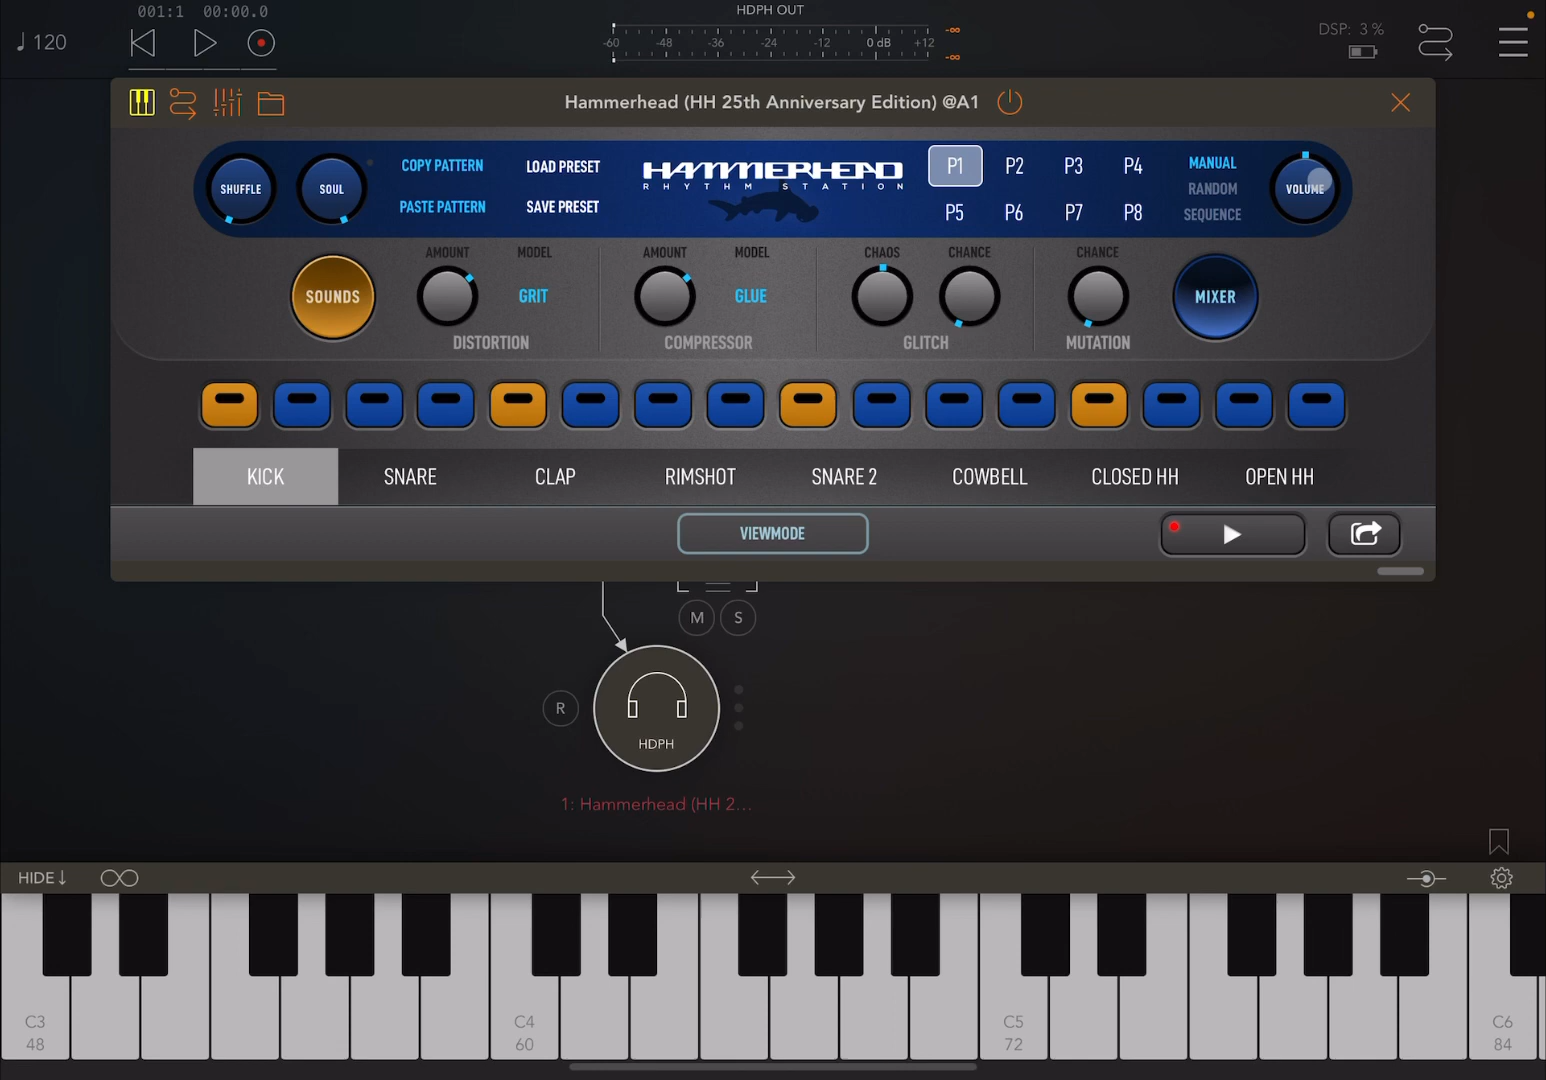 001:1 00:00.0
HDPH OUT
♩120
-60 -48 -36 -24 -12 0 dB +12
-∞
-∞
DSP: 3 %
Hammerhead (HH 25th Anniversary Edition) @A1
SHUFFLE
SOUL
COPY PATTERN
LOAD PRESET
PASTE PATTERN
SAVE PRESET
HAMMERHEAD
RHYTHM STATION
P1 P2 P3 P4
P5 P6 P7 P8
MANUAL
RANDOM
SEQUENCE
VOLUME
AMOUNT MODEL AMOUNT MODEL CHAOS CHANCE CHANCE
SOUNDS GRIT GLUE MIXER
DISTORTION COMPRESSOR GLITCH MUTATION
KICK SNARE CLAP RIMSHOT SNARE 2 COWBELL CLOSED HH OPEN HH
VIEWMODE
M S
R
HDPH
1: Hammerhead (HH 2...
HIDE↓
C3 C4 C5 C6
48 60 72 84